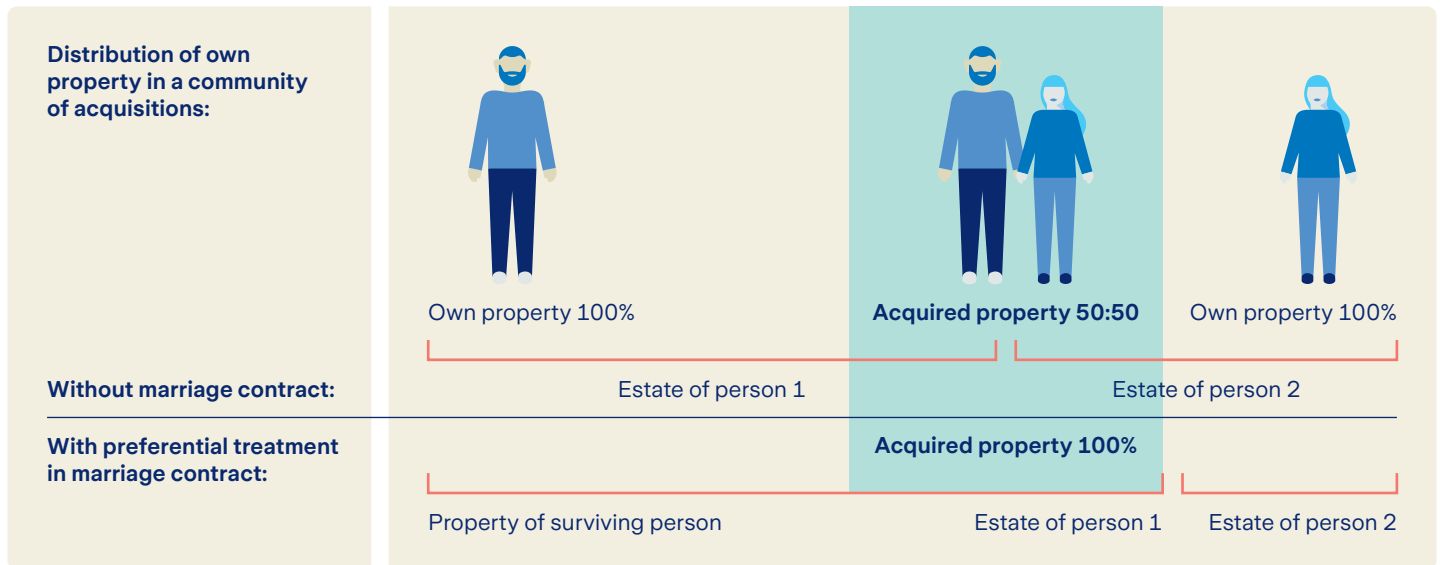 Distribution of own
property in a community
of acquisitions:
Own property 100%
Acquired property 50:50
Own property 100%
Without marriage contract:
Estate of person 1
Estate of person 2
With preferential treatment
in marriage contract:
Acquired property 100%
Property of surviving person
Estate of person 1
Estate of person 2